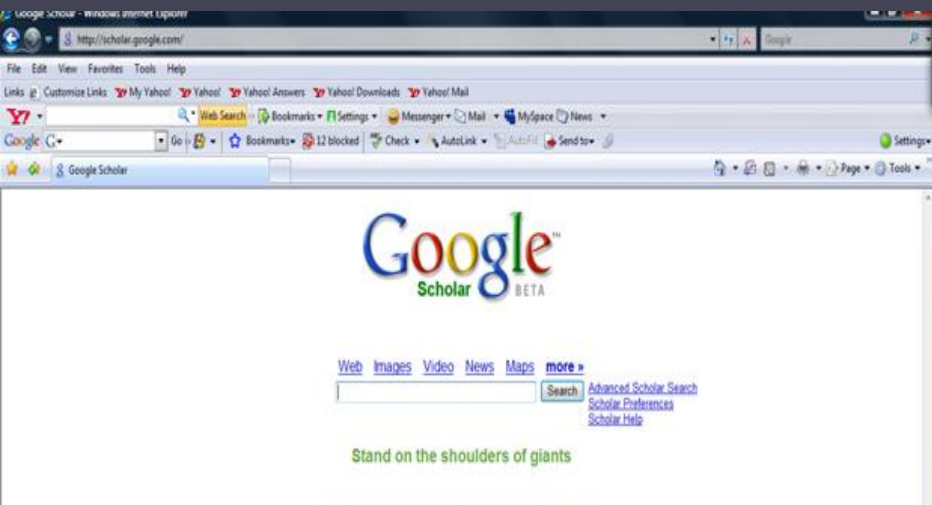 Google Scholar - Windows Internet Explorer
http://scholar.google.com/ Google
File Edit View Favorites Tools Help
Links Customize Links My Yahoo! Yahoo! Yahoo! Answers Yahoo! Downloads Yahoo! Mail
Y7 Web Search Bookmarks Settings Messenger Mail MySpace News
Google G Go Bookmarks 12 blocked Check AutoLink AutoFill Send to Settings
Google Scholar Page Tools
Google™
Scholar BETA
Web Images Video News Maps more »
Search Advanced Scholar Search
Scholar Preferences
Scholar Help
Stand on the shoulders of giants